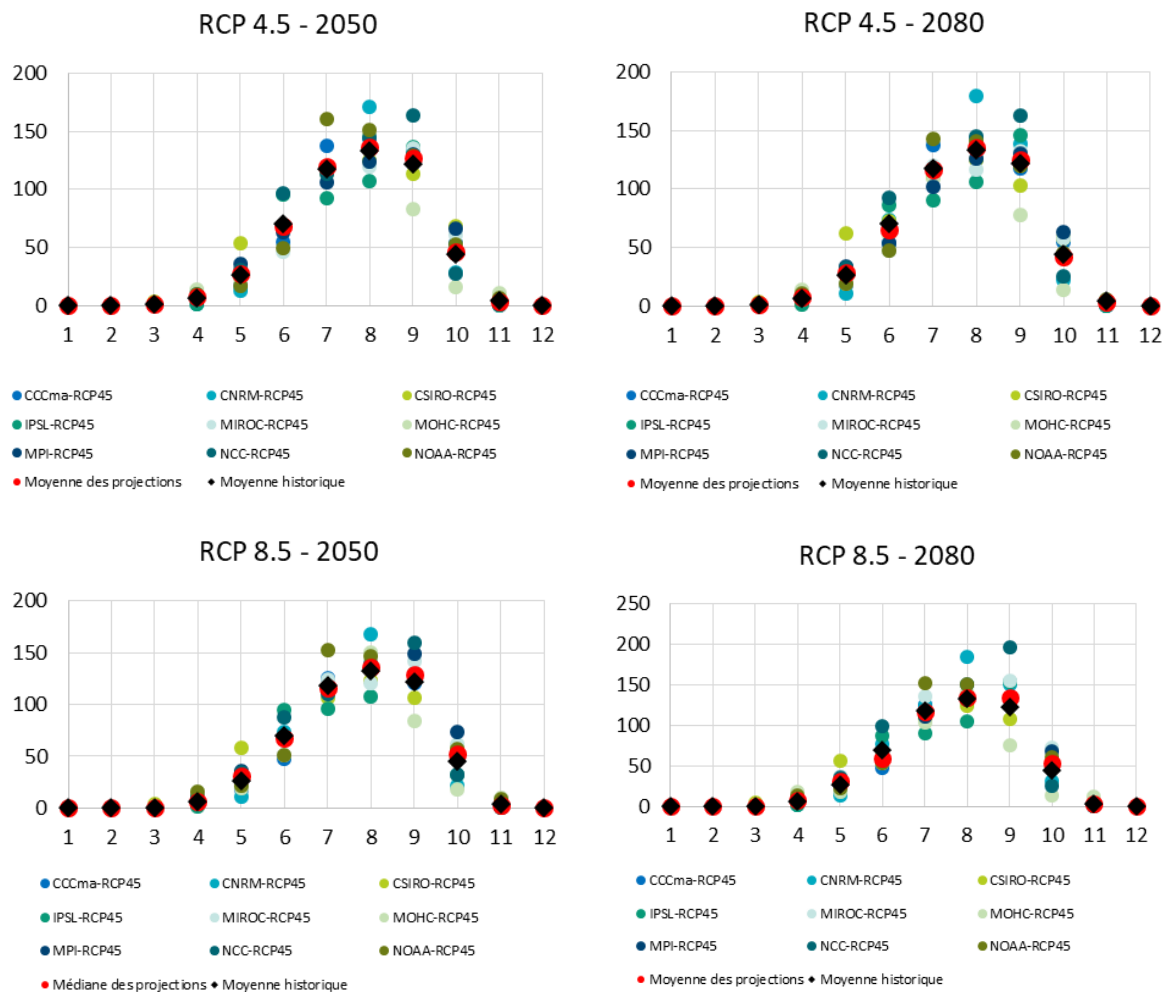 RCP 4.5 - 2050
200
150
100
50
0
1 2 3 4 5 6 7 8 9 10 11 12
CCCma-RCP45 CNRM-RCP45 CSIRO-RCP45
IPSL-RCP45 MIROC-RCP45 MOHC-RCP45
MPI-RCP45 NCC-RCP45 NOAA-RCP45
Moyenne des projections Moyenne historique
RCP 4.5 - 2080
200
150
100
50
0
1 2 3 4 5 6 7 8 9 10 11 12
CCCma-RCP45 CNRM-RCP45 CSIRO-RCP45
IPSL-RCP45 MIROC-RCP45 MOHC-RCP45
MPI-RCP45 NCC-RCP45 NOAA-RCP45
Moyenne des projections Moyenne historique
RCP 8.5 - 2050
200
150
100
50
0
1 2 3 4 5 6 7 8 9 10 11 12
CCCma-RCP45 CNRM-RCP45 CSIRO-RCP45
IPSL-RCP45 MIROC-RCP45 MOHC-RCP45
MPI-RCP45 NCC-RCP45 NOAA-RCP45
Médiane des projections Moyenne historique
RCP 8.5 - 2080
250
200
150
100
50
0
1 2 3 4 5 6 7 8 9 10 11 12
CCCma-RCP45 CNRM-RCP45 CSIRO-RCP45
IPSL-RCP45 MIROC-RCP45 MOHC-RCP45
MPI-RCP45 NCC-RCP45 NOAA-RCP45
Moyenne des projections Moyenne historique